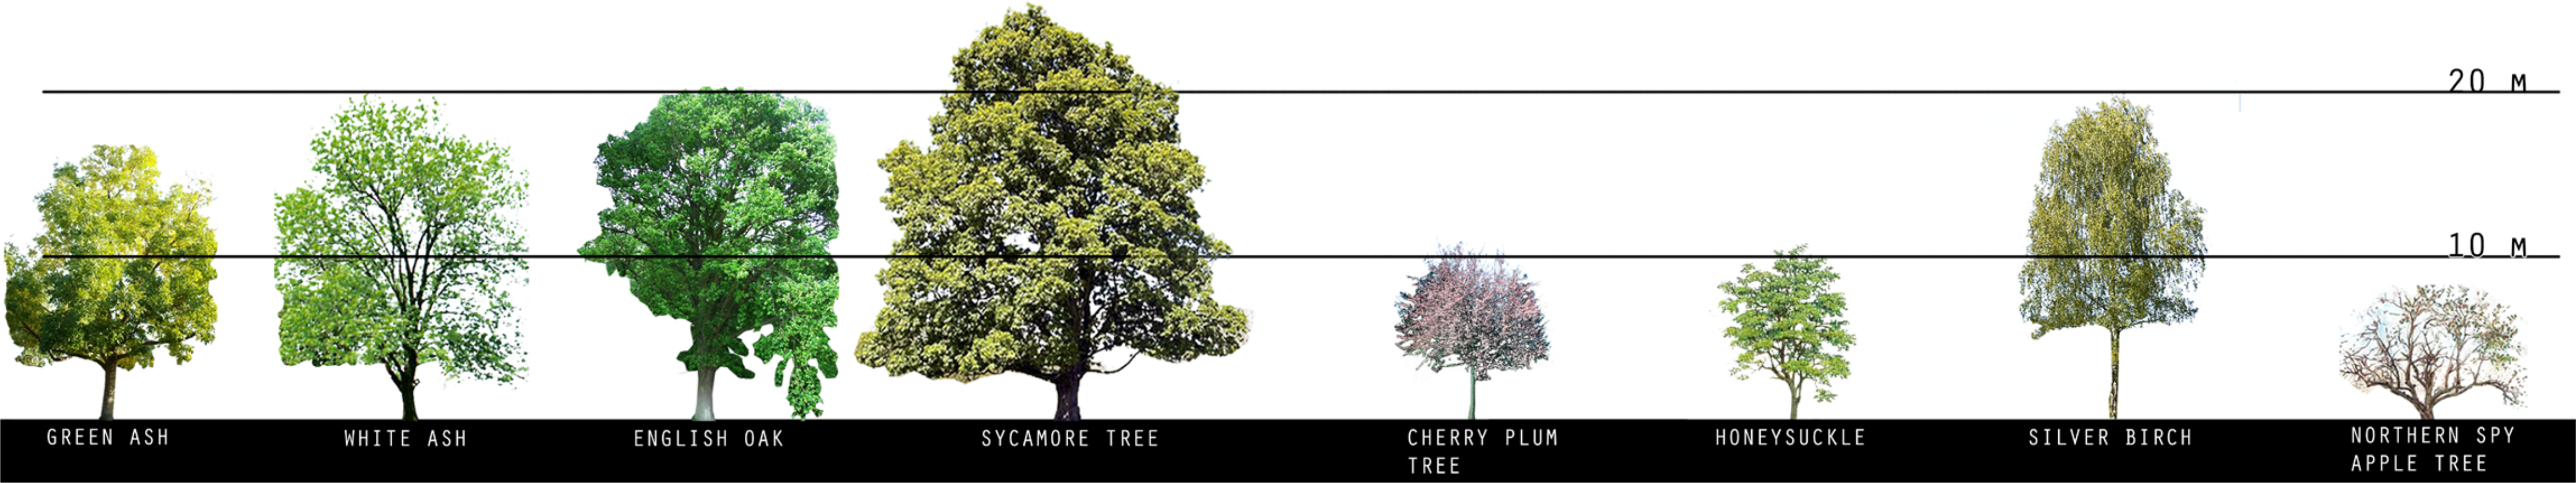 20 M
10 M
GREEN ASH
WHITE ASH
ENGLISH OAK
SYCAMORE TREE
CHERRY PLUM
TREE
HONEYSUCKLE
SILVER BIRCH
NORTHERN SPY
APPLE TREE